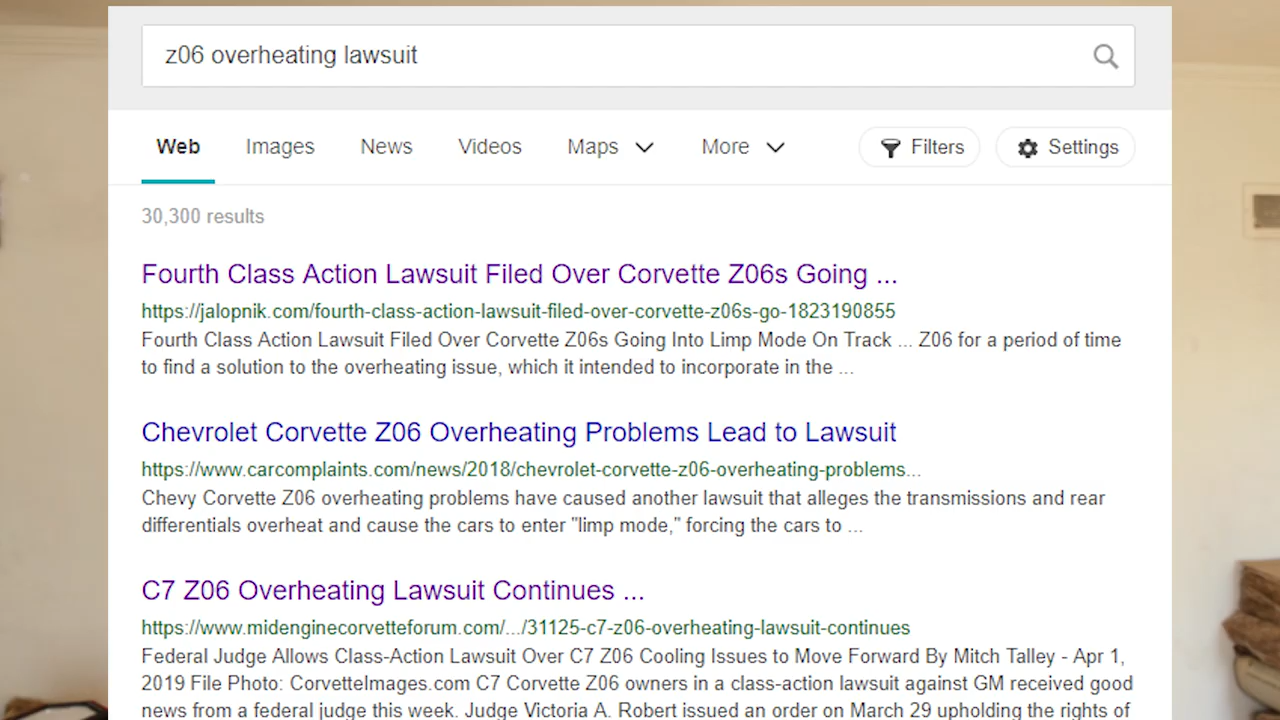 z06 overheating lawsuit
Web Images News Videos Maps More Filters Settings
30,300 results
Fourth Class Action Lawsuit Filed Over Corvette Z06s Going ...
https://jalopnik.com/fourth-class-action-lawsuit-filed-over-corvette-z06s-go-1823190855
Fourth Class Action Lawsuit Filed Over Corvette Z06s Going Into Limp Mode On Track ... Z06 for a period of time
to find a solution to the overheating issue, which it intended to incorporate in the ...
Chevrolet Corvette Z06 Overheating Problems Lead to Lawsuit
https://www.carcomplaints.com/news/2018/chevrolet-corvette-z06-overheating-problems...
Chevy Corvette Z06 overheating problems have caused another lawsuit that alleges the transmissions and rear
differentials overheat and cause the cars to enter "limp mode," forcing the cars to ...
C7 Z06 Overheating Lawsuit Continues ...
https://www.midenginecorvetteforum.com/.../31125-c7-z06-overheating-lawsuit-continues
Federal Judge Allows Class-Action Lawsuit Over C7 Z06 Cooling Issues to Move Forward By Mitch Talley - Apr 1,
2019 File Photo: CorvetteImages.com C7 Corvette Z06 owners in a class-action lawsuit against GM received good
news from a federal judge this week. Judge Victoria A. Robert issued an order on March 29 upholding the rights of